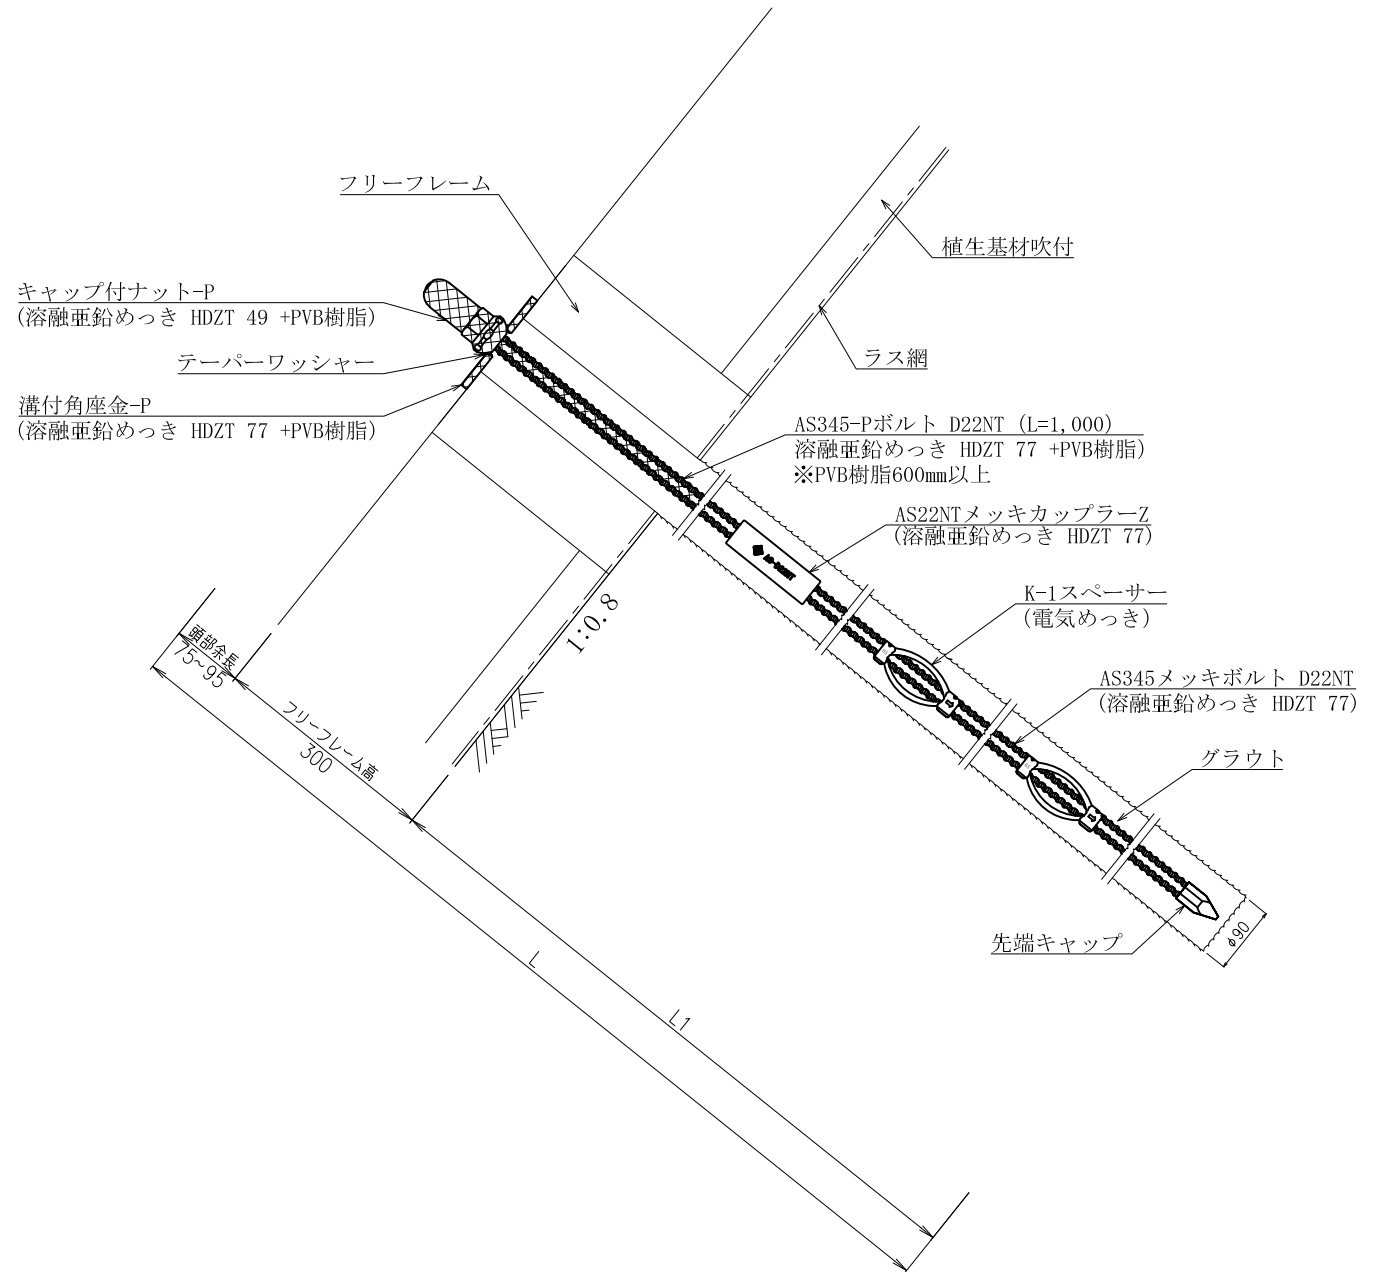 フリーフレーム
植生基材吹付
キャップ付ナット-P
(溶融亜鉛めっき HDZT 49 +PVB樹脂)
テーパーワッシャー
ラス網
溝付角座金-P
(溶融亜鉛めっき HDZT 77 +PVB樹脂)
AS345-Pボルト D22NT (L=1,000)
溶融亜鉛めっき HDZT 77 +PVB樹脂)
※PVB樹脂600mm以上
AS22NTメッキカップラーZ
(溶融亜鉛めっき HDZT 77)
AS-D22NT
K-1スペーサー
(電気めっき)
1:0.8
頭部余長
75~95
AS345メッキボルト D22NT
(溶融亜鉛めっき HDZT 77)
フリーフレーム高
300
グラウト
先端キャップ
φ90
L
L1